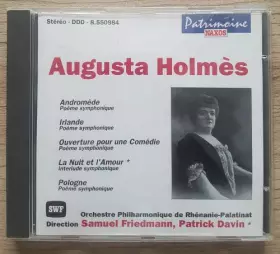 Stéréo · DDD · 8.550954
Patrimoine
NAXOS
Augusta Holmès
Andromède
Poème symphonique
Irlande
Poème symphonique
Ouverture pour une Comédie
Poème symphonique
La Nuit et l'Amour *
Interlude symphonique
Pologne
Poème symphonique
SWF
Orchestre Philharmonique de Rhénanie-Palatinat
Direction Samuel Friedmann, Patrick Davin *